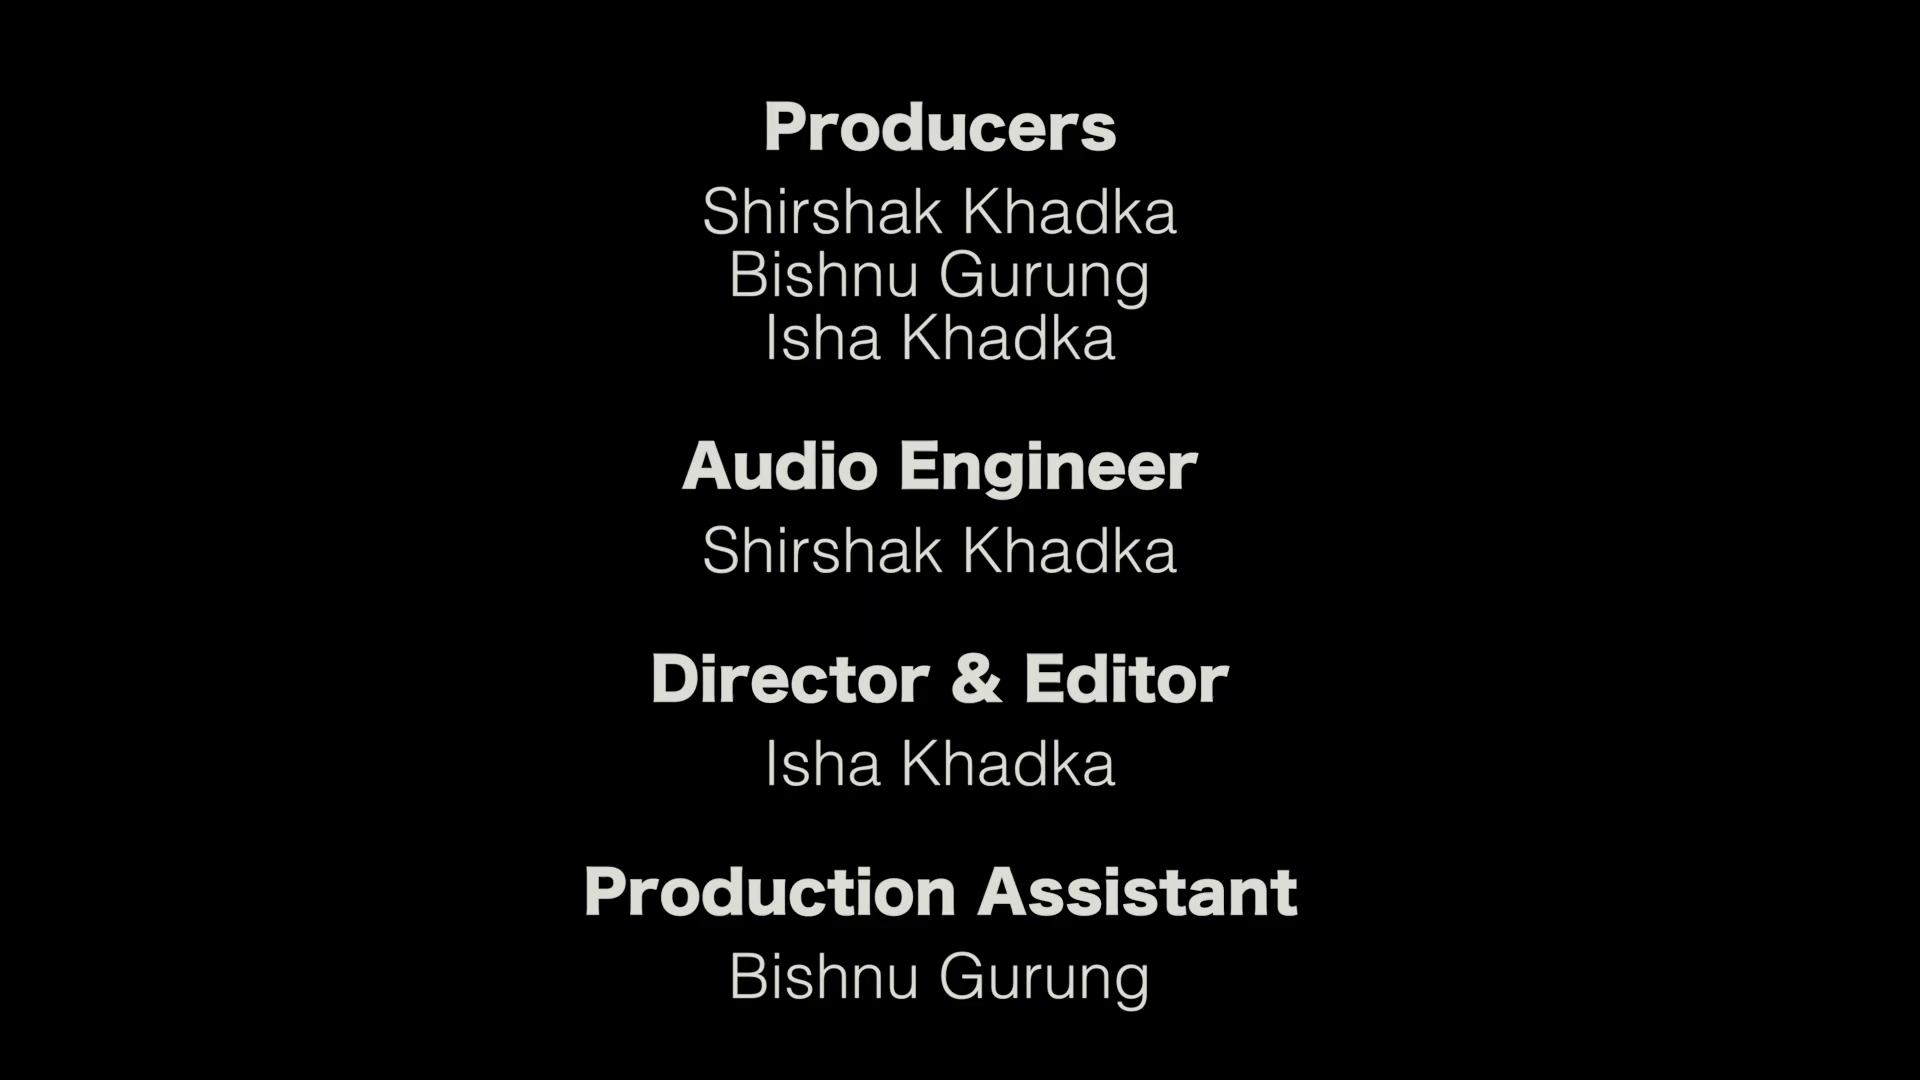 Producers
Shirshak Khadka
Bishnu Gurung
Isha Khadka
Audio Engineer
Shirshak Khadka
Director & Editor
Isha Khadka
Production Assistant
Bishnu Gurung